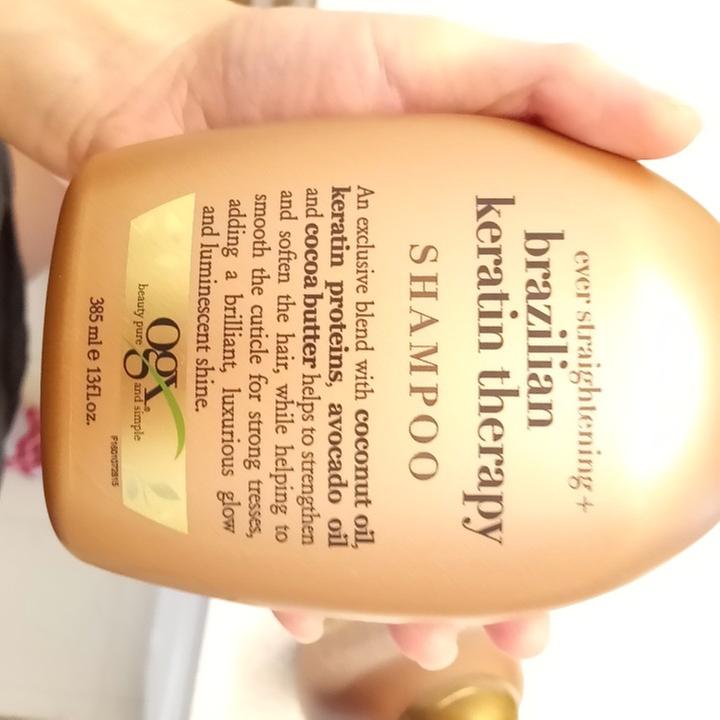 ever straightening +
brazilian
keratin therapy
SHAMPOO
An exclusive blend with coconut oil,
keratin proteins, avocado oil
and cocoa butter helps to strengthen
and soften the hair, while helping to
smooth the cuticle for strong tresses,
adding a brilliant, luxurious glow
and luminescent shine.
ogx
beauty pure and simple
385 ml e 13fl.oz.